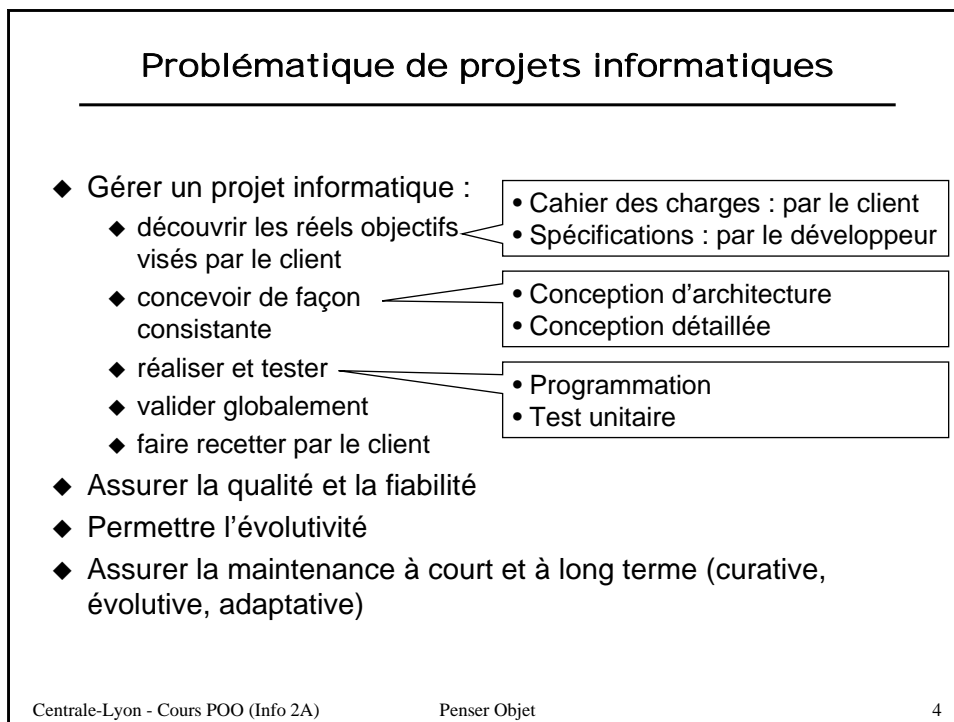 Problématique de projets informatiques
◆ Gérer un projet informatique :
◆ découvrir les réels objectifs
visés par le client
• Cahier des charges : par le client
• Spécifications : par le développeur
◆ concevoir de façon
consistante
• Conception d'architecture
• Conception détaillée
◆ réaliser et tester
• Programmation
• Test unitaire
◆ valider globalement
◆ faire recetter par le client
◆ Assurer la qualité et la fiabilité
◆ Permettre l'évolutivité
◆ Assurer la maintenance à court et à long terme (curative,
évolutive, adaptative)
Centrale-Lyon - Cours POO (Info 2A) Penser Objet 4